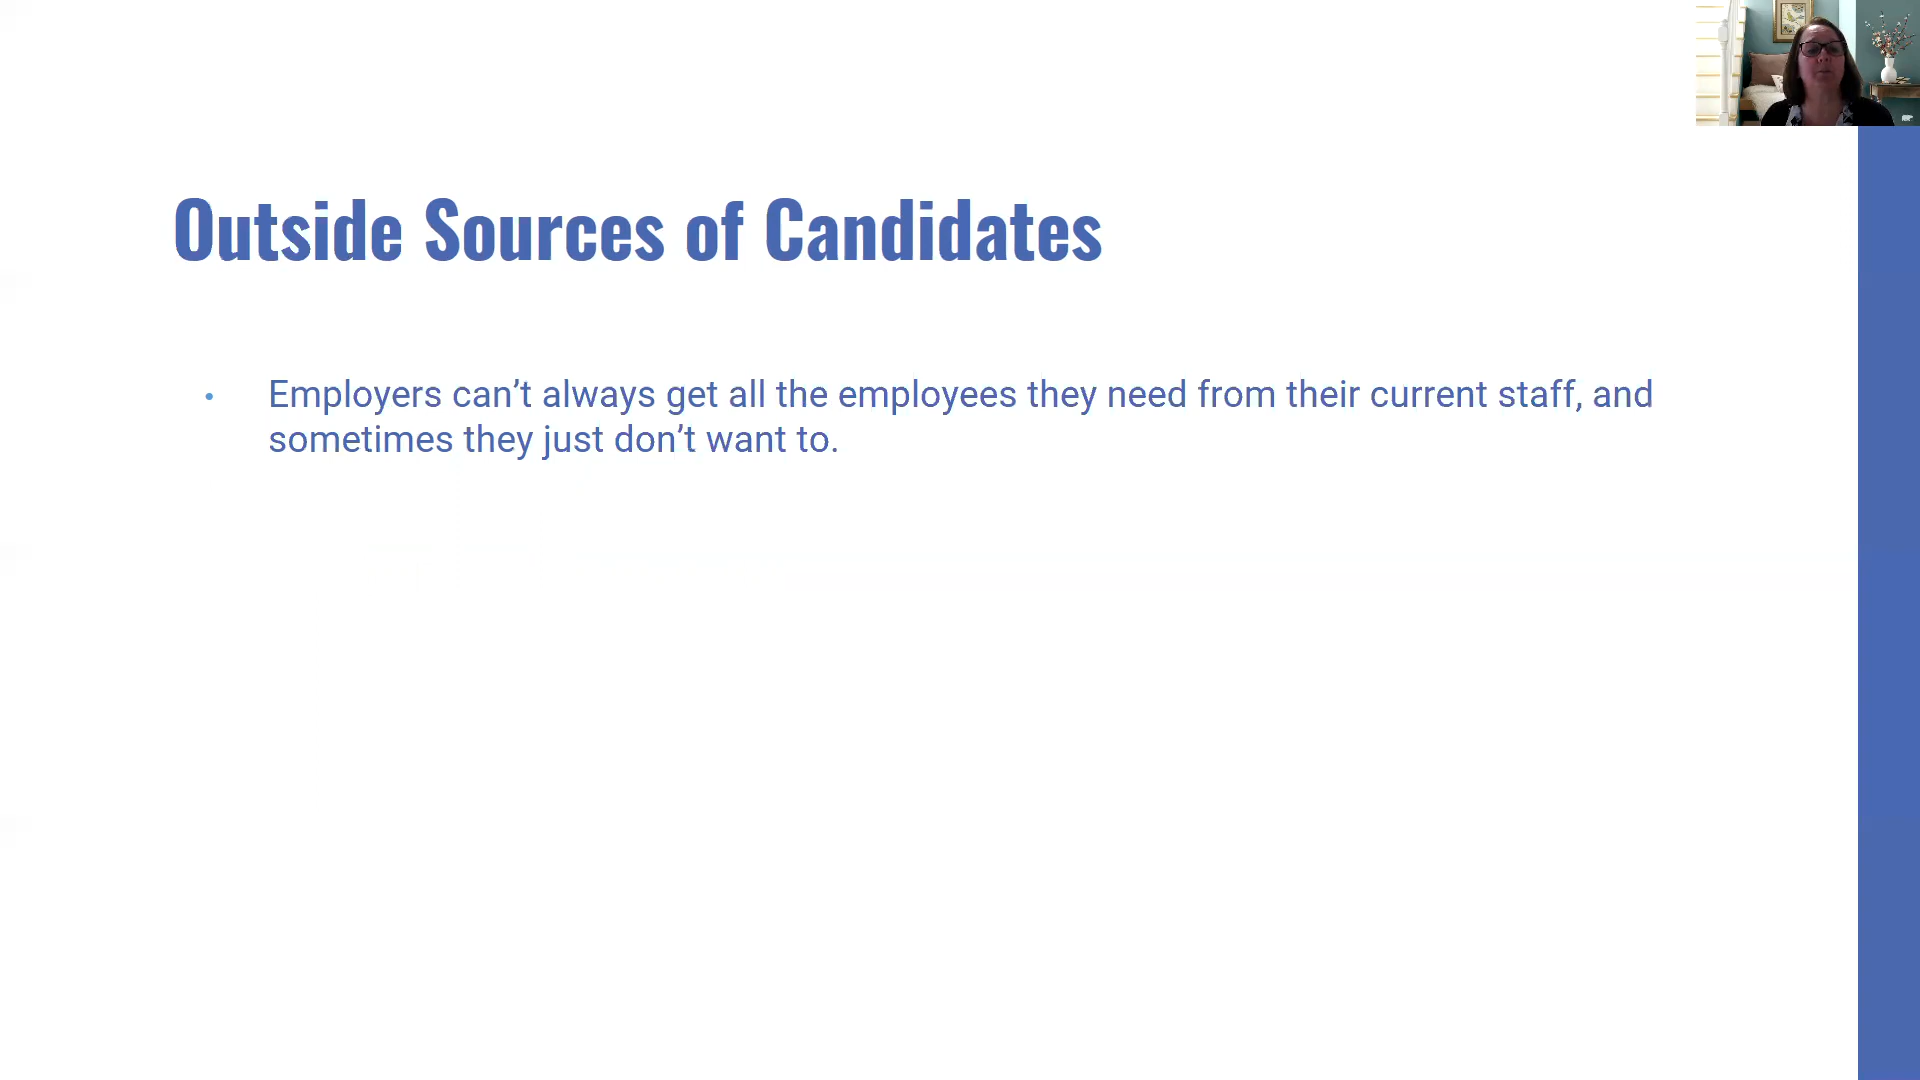 Outside Sources of Candidates
• Employers can’t always get all the employees they need from their current staff, and
sometimes they just don’t want to.